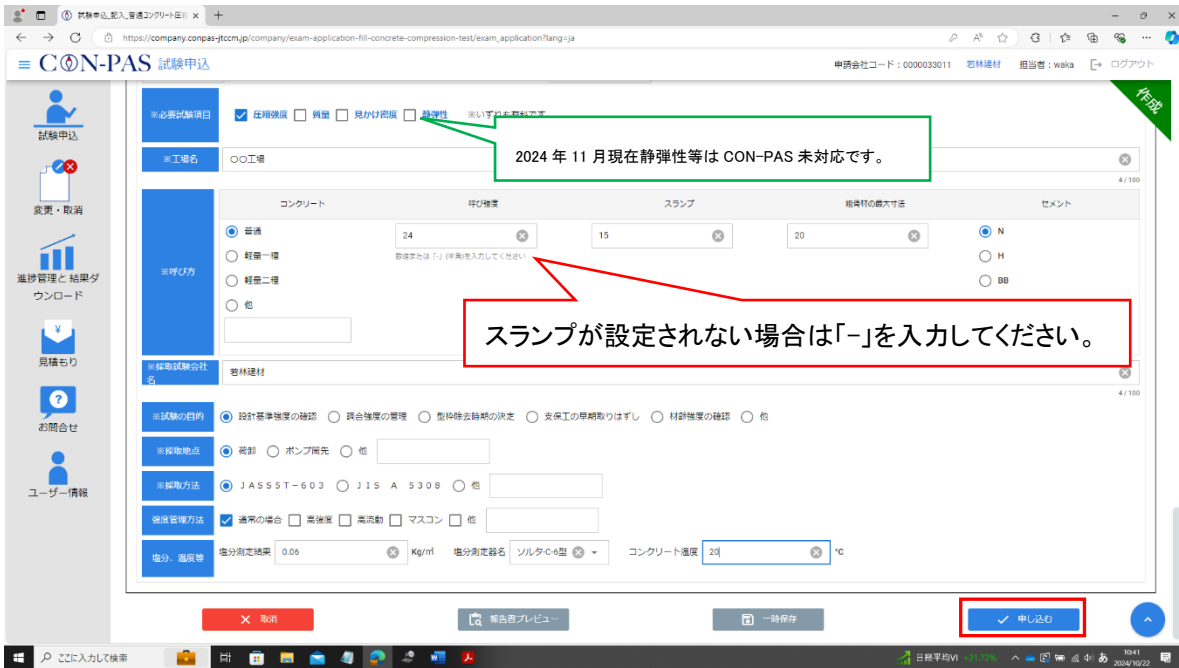 試験申込_記入_普通コンクリート圧
https://company.conpas-jtccm.jp/company/exam-application-fill-concrete-compression-test/exam_application?lang=ja
CON-PAS 試験申込
申請会社コード：0000033011 若林建材 担当者：waka ログアウト
作成
試験申込
変更・取消
進捗管理と結果ダ
ウンロード
見積もり
お問合せ
ユーザー情報
※必要試験項目 圧縮強度 質量 見かけ密度 静弾性 ※いずれも有料です
2024 年 11 月現在静弾性等は CON-PAS 未対応です。
※工場名 〇〇工場
4 / 100
※呼び方
コンクリート 呼び強度 スランプ 粗骨材の最大寸法 セメント
普通 24 15 20 N
数値または「-」(半角)を入力してください
軽量一種 H
軽量二種 BB
他
スランプが設定されない場合は「-」を入力してください。
※採取試験会社
名
若林建材
4 / 100
※試験の目的 設計基準強度の確認 調合強度の管理 型枠除去時期の決定 支保工の早期取りはずし 材齢強度の確認 他
※採取地点 荷卸 ポンプ筒先 他
※採取方法 ＪＡＳＳ５Ｔ－６０３ ＪＩＳ Ａ ５３０８ 他
強度管理方法 通常の場合 高強度 高流動 マスコン 他
塩分、温度等 塩分測定結果 0.06 Kg/㎥ 塩分測定器名 ソルタ-C-6型 コンクリート温度 20 °C
取消 報告書プレビュー 一時保存 申し込む
ここに入力して検索
日経平均VI +21.72%
あ
10:41
2024/10/22